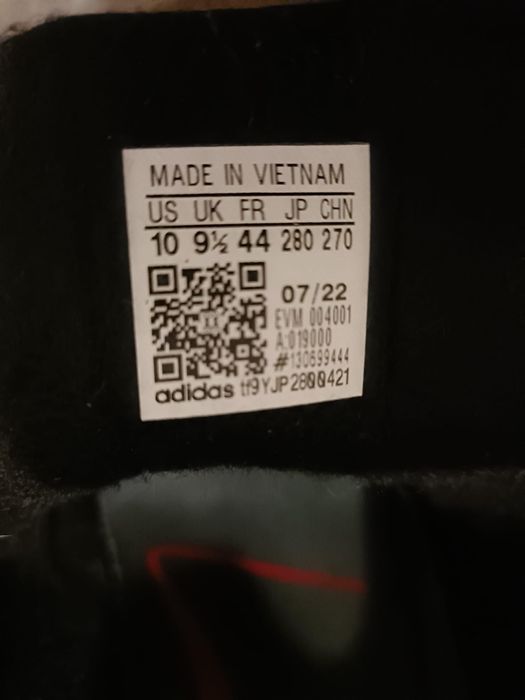 MADE IN VIETNAM
US UK FR JP CHN
10 9½ 44 280 270
07/22
EVM 004001
A:019000
#130699444
adidas tf9YJP2800421